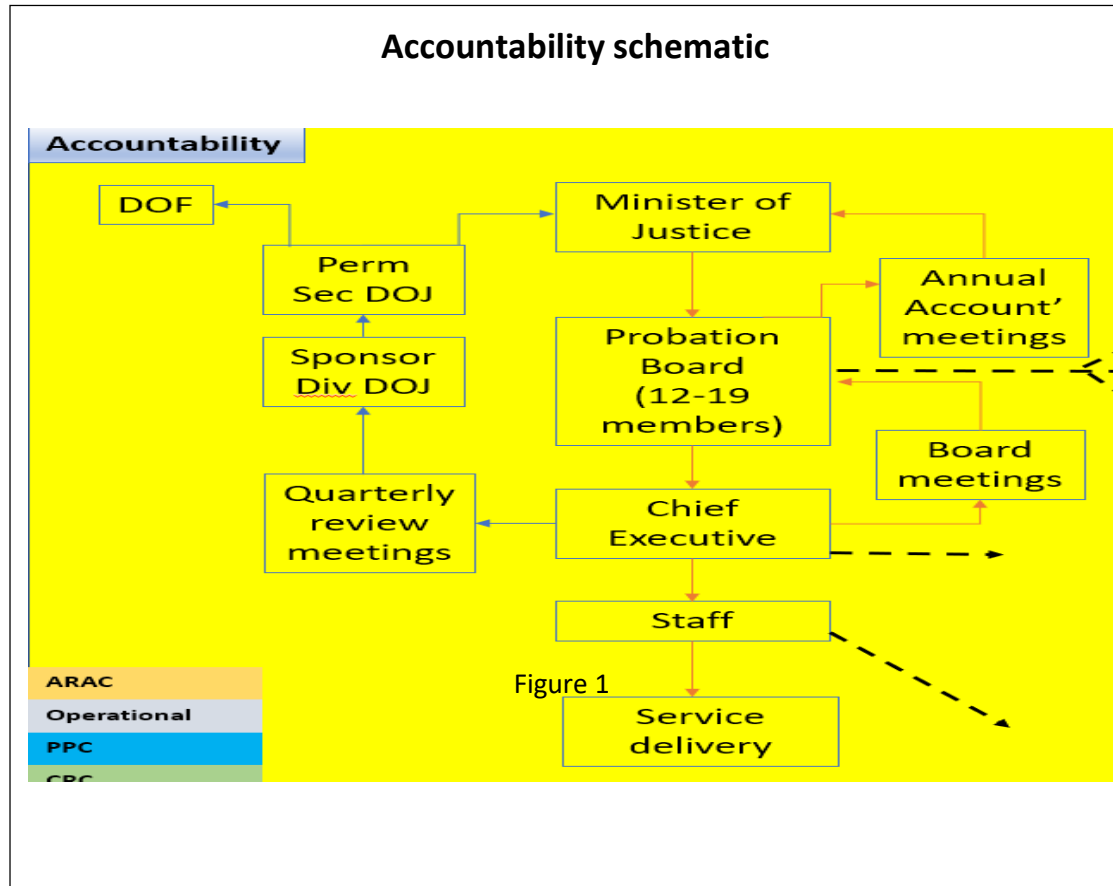 Accountability schematic
Accountability
DOF
Minister of
Justice
Perm
Sec DOJ
Annual
Account'
meetings
Probation
Board
(12-19
members)
Sponsor
Div DOJ
Board
meetings
Quarterly
review
meetings
Chief
Executive
Staff
ARAC
Figure 1
Operational
Service
delivery
PPC